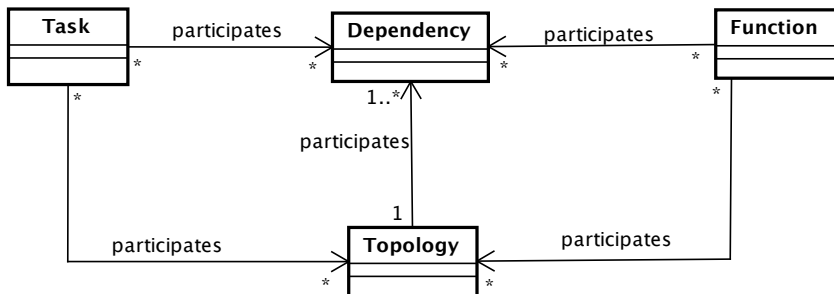 Task
participates
Dependency
participates
Function
*
*
*
*
*
1..*
*
participates
1
participates
Topology
participates
*
*